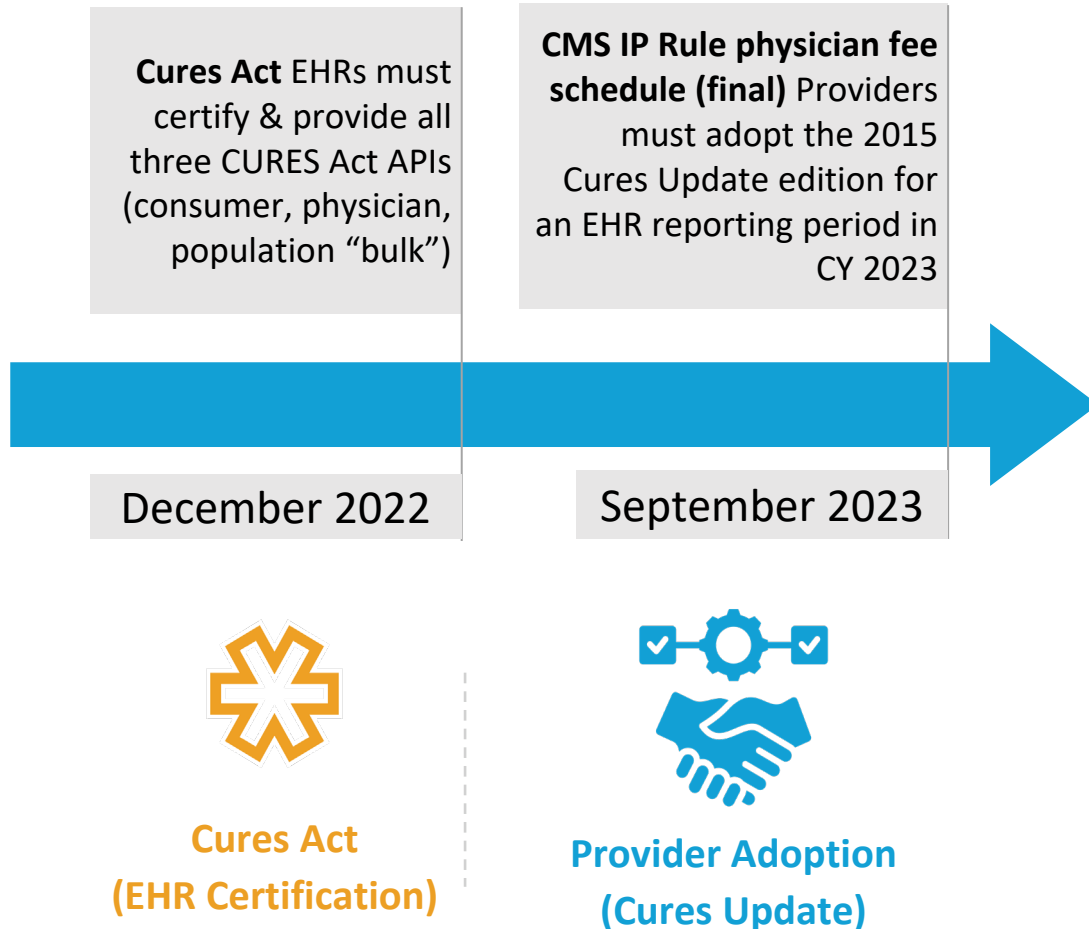 Cures Act EHRs must
certify & provide all
three CURES Act APIs
(consumer, physician,
population “bulk”)
CMS IP Rule physician fee
schedule (final) Providers
must adopt the 2015
Cures Update edition for
an EHR reporting period in
CY 2023
December 2022
September 2023
Cures Act
(EHR Certification)
Provider Adoption
(Cures Update)